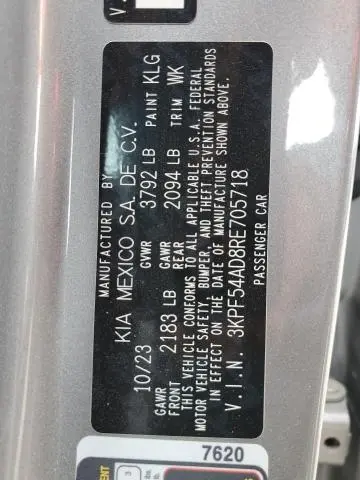 MANUFACTURED BY
KIA MEXICO S.A. DE C.V.
10/23 GVWR 3792 LB PAINT KLG
GAWR FRONT 2183 LB GAWR REAR 2094 LB TRIM WK
THIS VEHICLE CONFORMS TO ALL APPLICABLE U.S.A. FEDERAL
MOTOR VEHICLE SAFETY, BUMPER, AND THEFT PREVENTION STANDARDS
IN EFFECT ON THE DATE OF MANUFACTURE SHOWN ABOVE.
V.I.N. 3KPF54AD8RE705718
PASSENGER CAR
7620